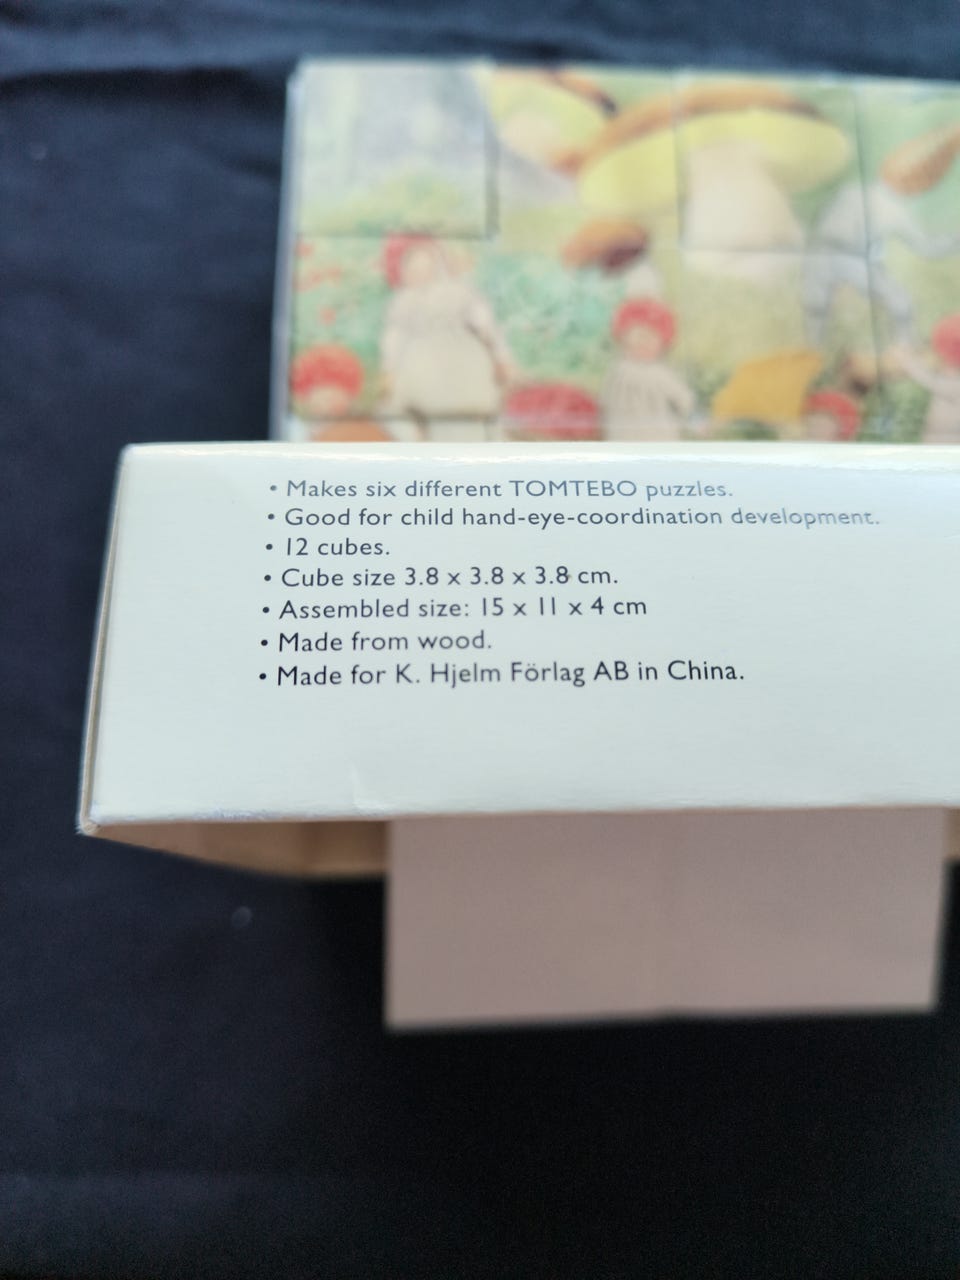 • Makes six different TOMTEBO puzzles.
• Good for child hand-eye-coordination development.
• 12 cubes.
• Cube size 3.8 x 3.8 x 3.8 cm.
• Assembled size: 15 x 11 x 4 cm
• Made from wood.
• Made for K. Hjelm Förlag AB in China.